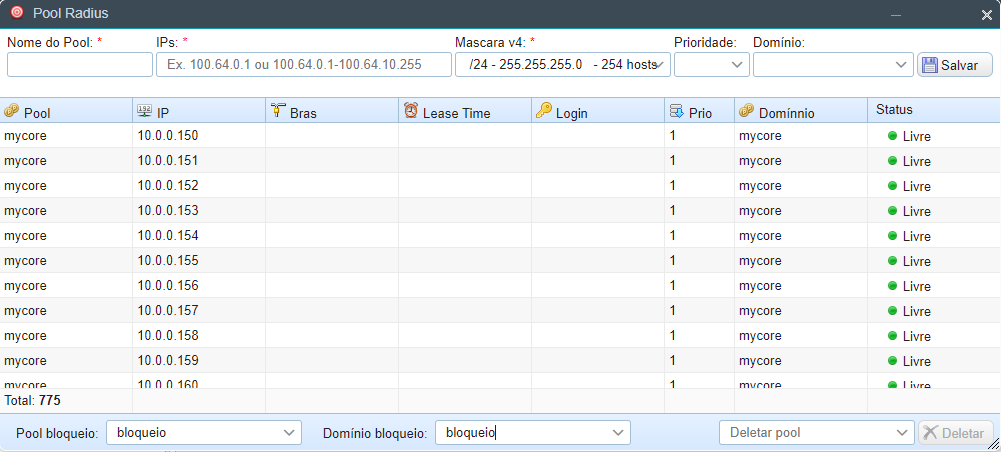 Pool Radius
Nome do Pool: * IPs: * Mascara v4: * Prioridade: Domínio:
Ex. 100.64.0.1 ou 100.64.0.1-100.64.10.255 /24 - 255.255.255.0 - 254 hosts Salvar
Pool IP Bras Lease Time Login Prio Domínnio Status
mycore 10.0.0.150 1 mycore Livre
mycore 10.0.0.151 1 mycore Livre
mycore 10.0.0.152 1 mycore Livre
mycore 10.0.0.153 1 mycore Livre
mycore 10.0.0.154 1 mycore Livre
mycore 10.0.0.155 1 mycore Livre
mycore 10.0.0.156 1 mycore Livre
mycore 10.0.0.157 1 mycore Livre
mycore 10.0.0.158 1 mycore Livre
mycore 10.0.0.159 1 mycore Livre
mycore 10.0.0.160 1 mycore Livre
Total: 775
Pool bloqueio: bloqueio Domínio bloqueio: bloqueio Deletar pool Deletar